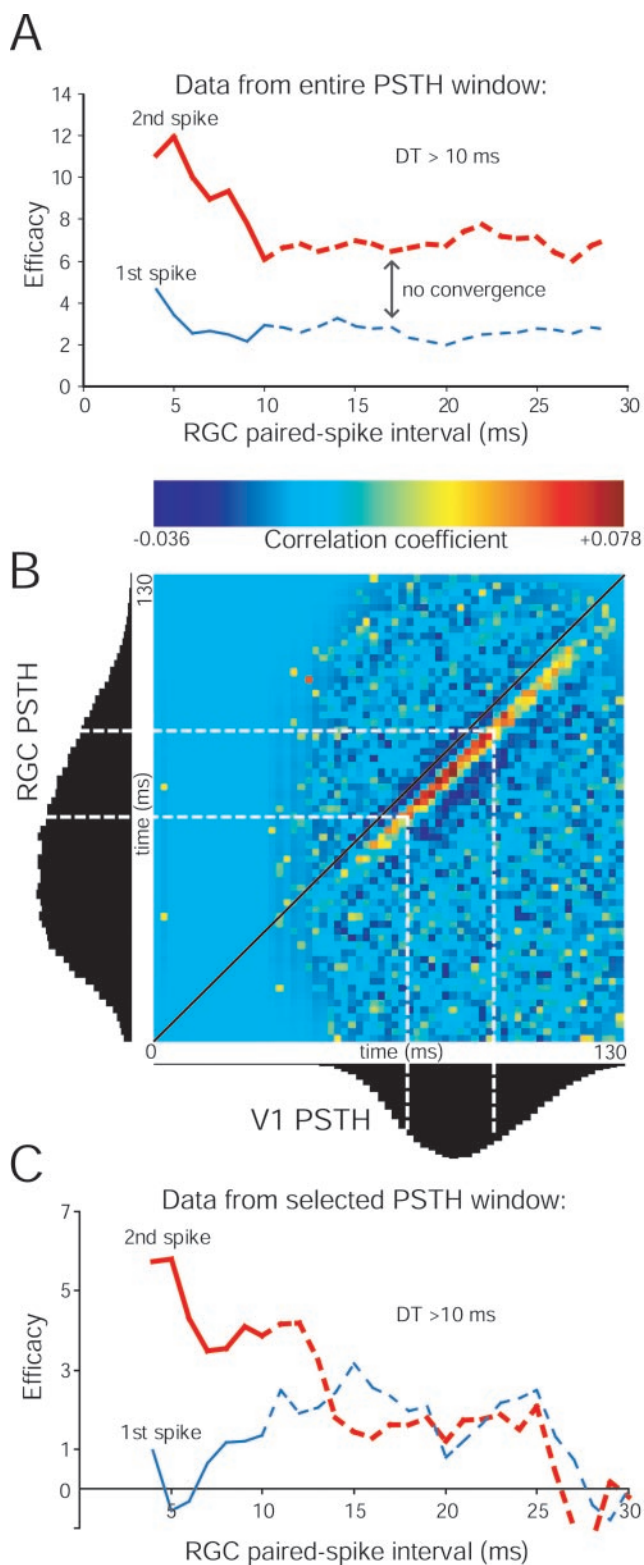 A
Data from entire PSTH window:
14
12
10
8
6
4
2
0
Efficacy
2nd spike
DT > 10 ms
1st spike
no convergence
0 5 10 15 20 25 30
RGC paired-spike interval (ms)
-0.036 Correlation coefficient +0.078
B
RGC PSTH
130
time (ms)
0 time (ms) 130
V1 PSTH
C
Data from selected PSTH window:
7
5
3
1
0
Efficacy
2nd spike
DT >10 ms
1st spike
5 10 15 20 25 30
RGC paired-spike interval (ms)